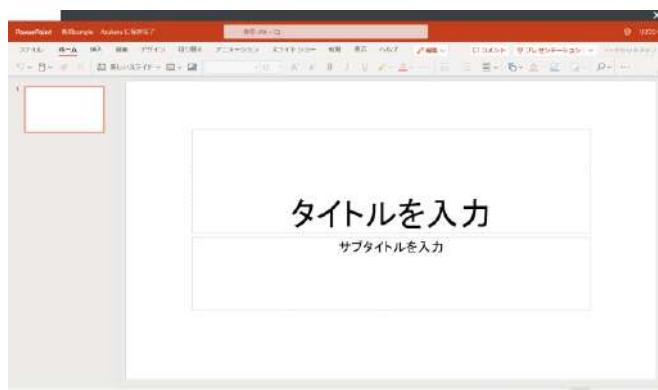 PowerPoint
ファイル ホーム 挿入 描画 デザイン 切り替え アニメーション スライド ショー 校閲 表示 ヘルプ 編集 コメント プレゼンテーション
新しいスライド
1
タイトルを入力
サブタイトルを入力